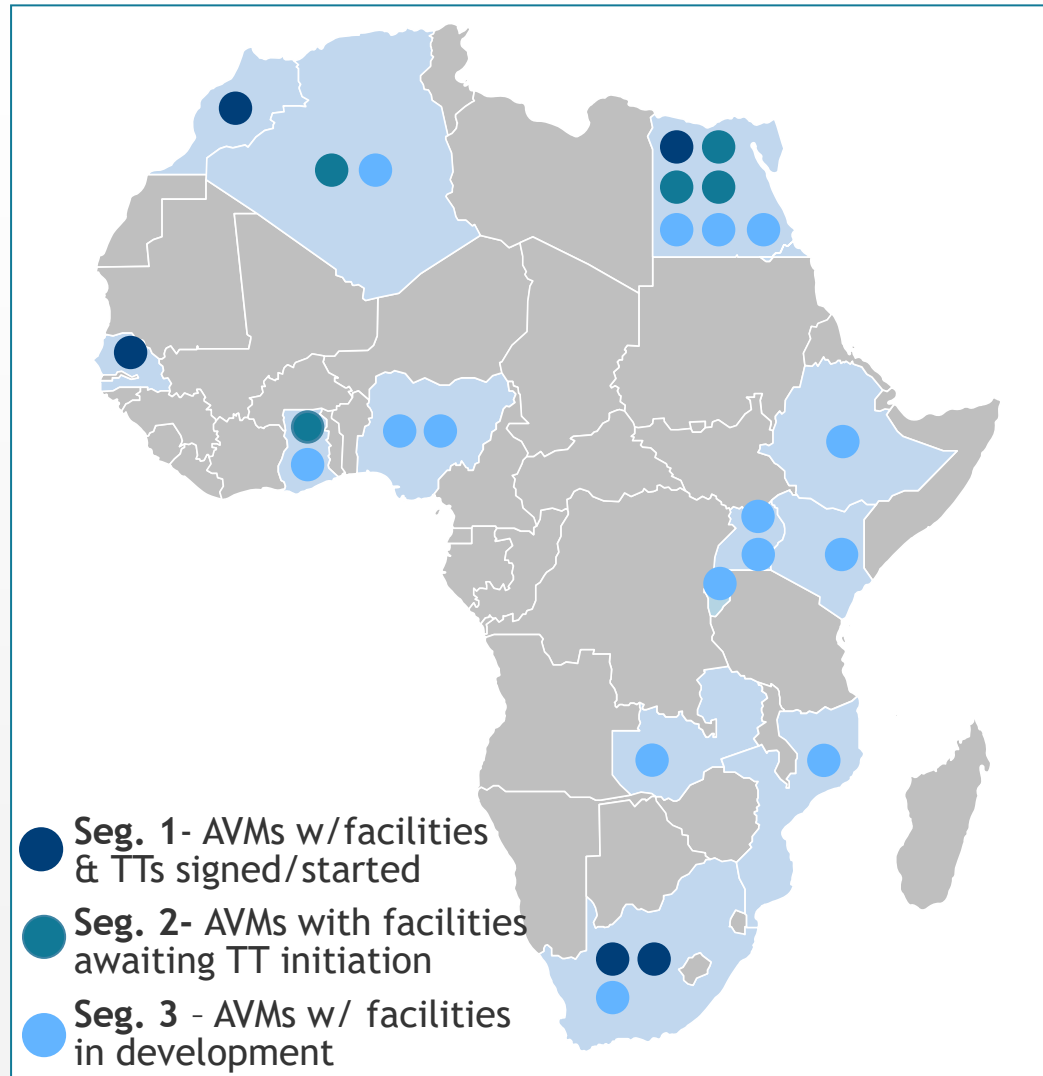 Seg. 1- AVMs w/facilities
& TTs signed/started
Seg. 2- AVMs with facilities
awaiting TT initiation
Seg. 3 – AVMs w/ facilities
in development